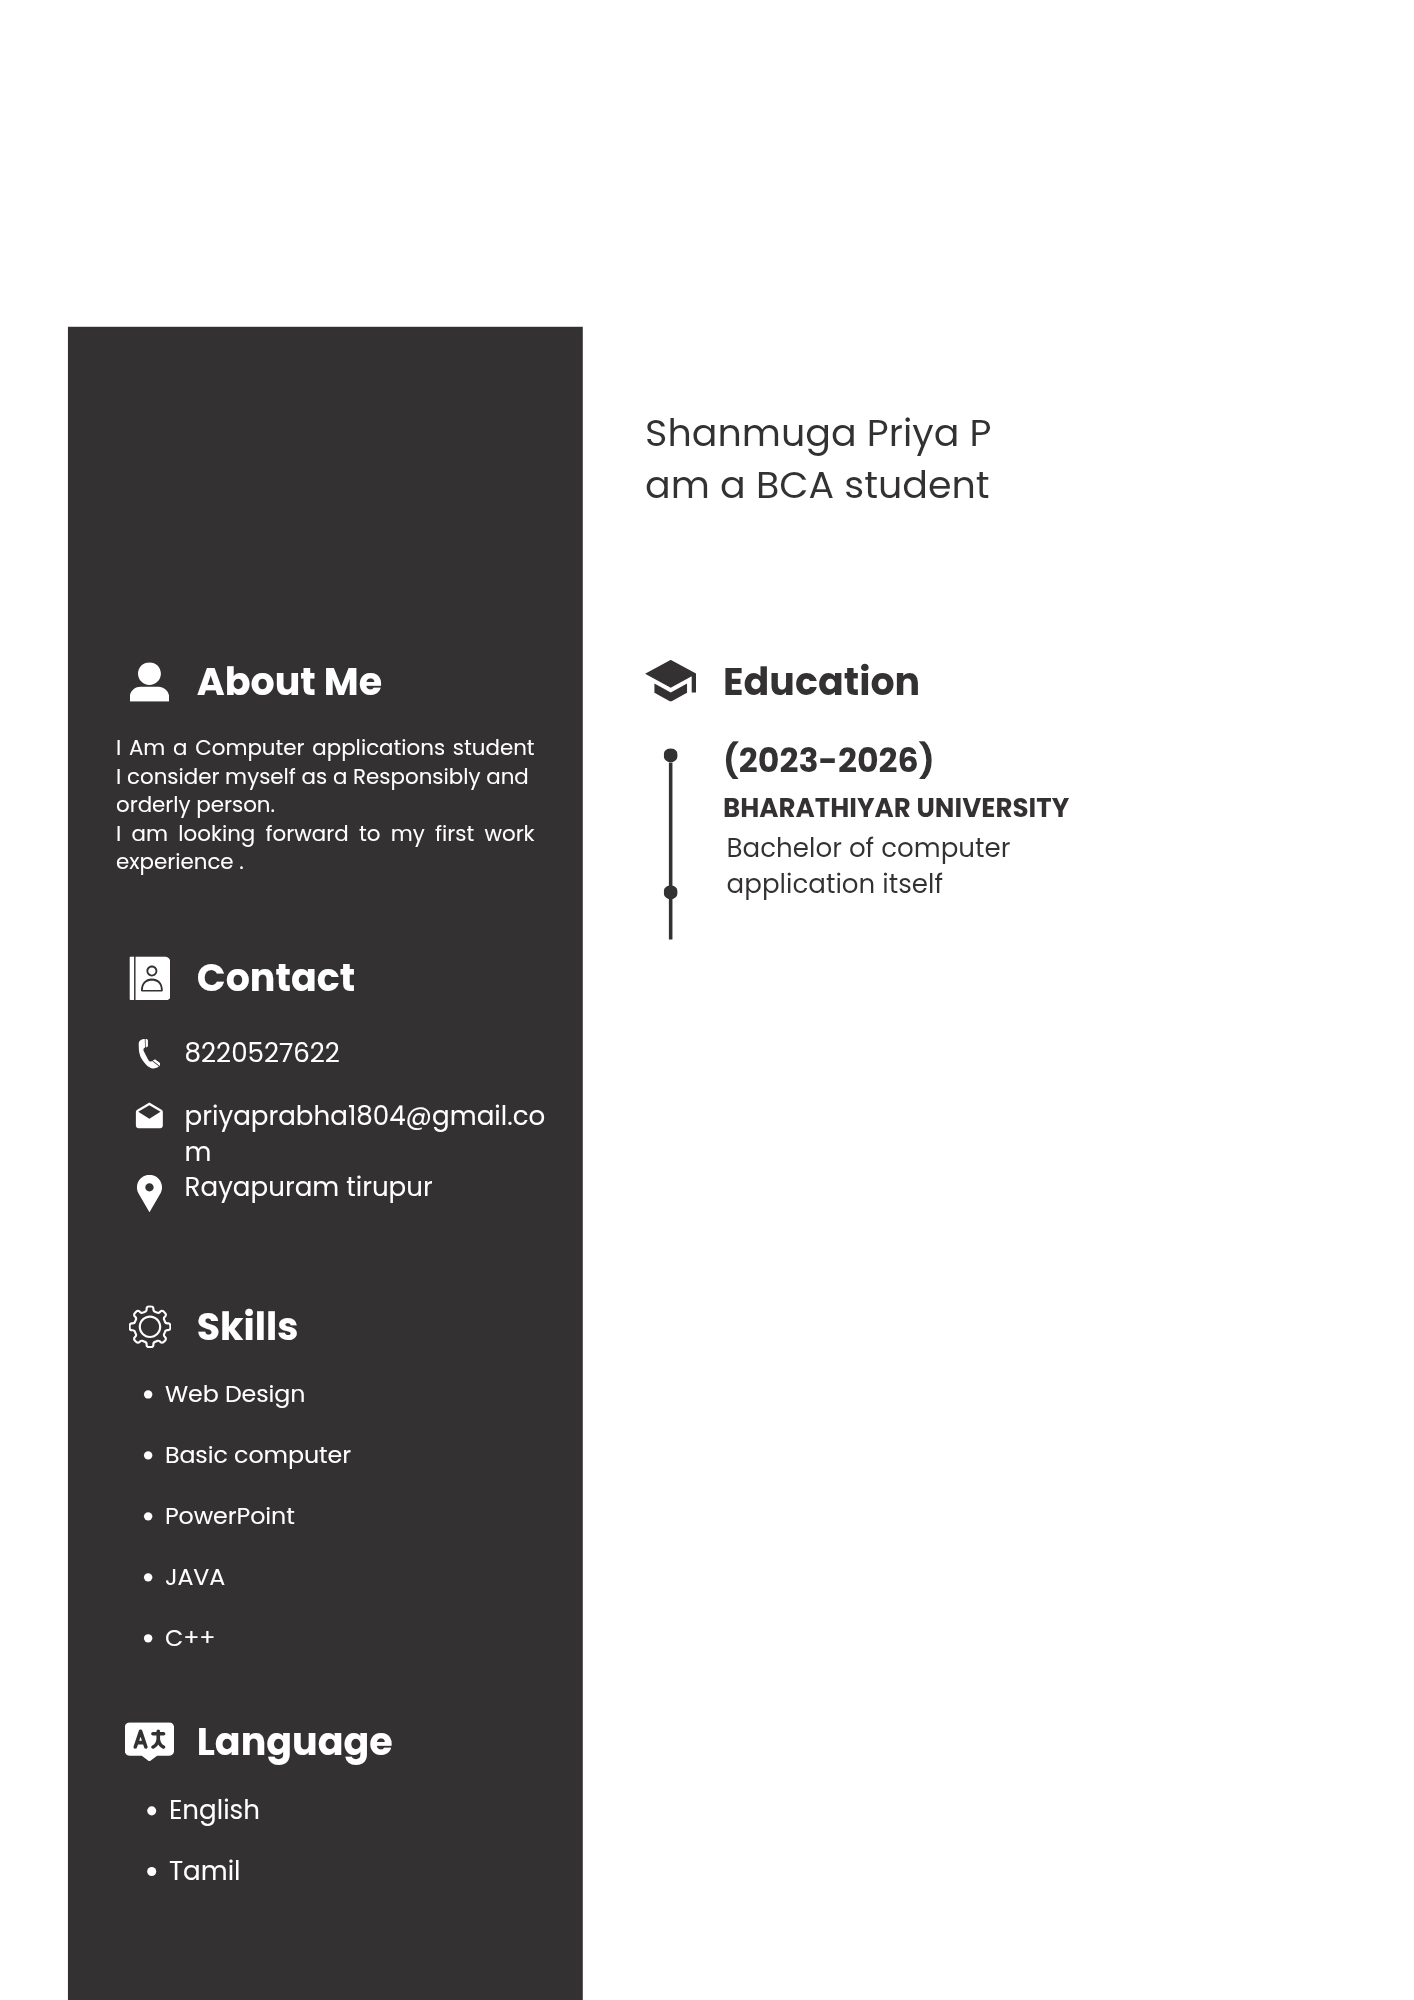 Shanmuga Priya P
am a BCA student
About Me
I Am a Computer applications student
I consider myself as a Responsibly and
orderly person.
I am looking forward to my first work
experience .
Contact
8220527622
priyaprabha1804@gmail.co
m
Rayapuram tirupur
Skills
• Web Design
• Basic computer
• PowerPoint
• JAVA
• C++
Language
• English
• Tamil
Education
(2023-2026)
BHARATHIYAR UNIVERSITY
Bachelor of computer
application itself